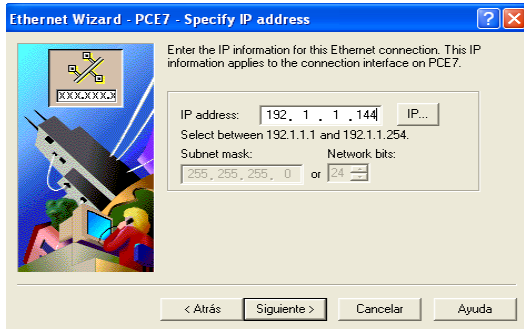 Ethernet Wizard - PCE7 - Specify IP address
Enter the IP information for this Ethernet connection. This IP
information applies to the connection interface on PCE7.
XXX.XXX.X
IP address: 192 . 1 . 1 .144 IP...
Select between 192.1.1.1 and 192.1.1.254.
Subnet mask: Network bits:
255 . 255 . 255 . 0 or 24
< Atrás Siguiente > Cancelar Ayuda